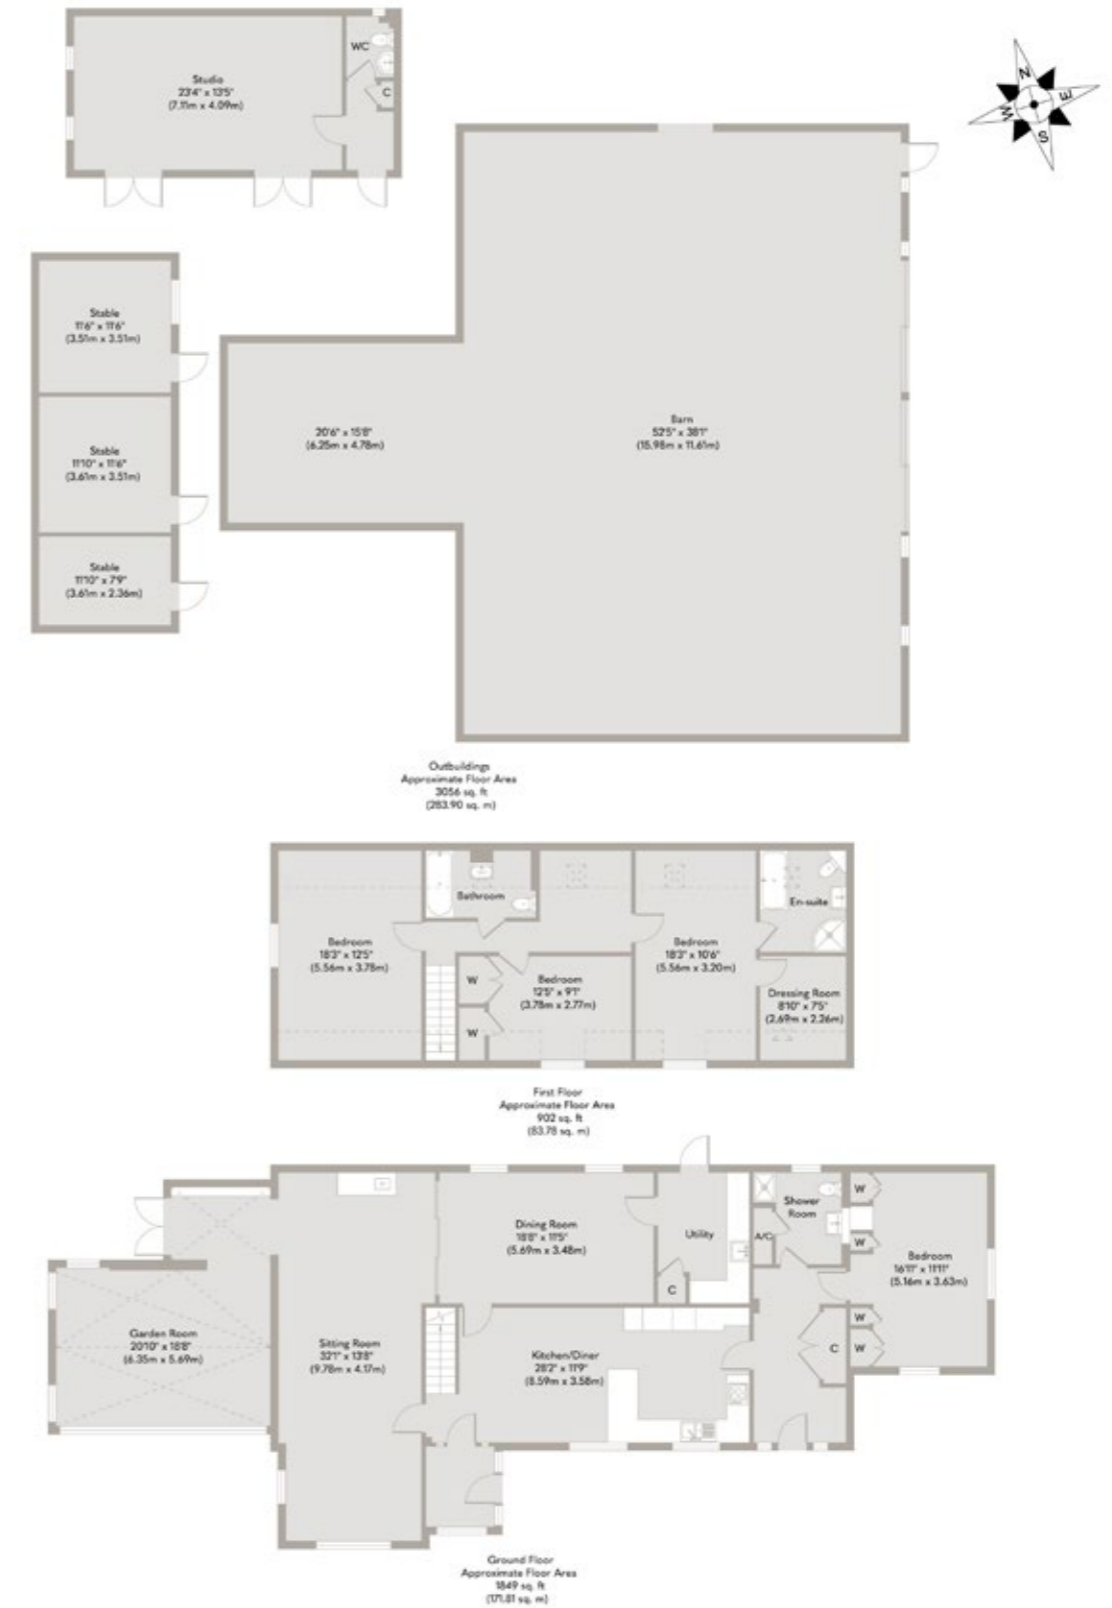 Studio
23'4" x 13'5"
(7.11m x 4.09m)
WC
C
N
E
S
W
Stable
11'6" x 11'6"
(3.51m x 3.51m)
Stable
11'10" x 11'6"
(3.61m x 3.51m)
Stable
11'10" x 7'9"
(3.61m x 2.36m)
20'6" x 15'8"
(6.25m x 4.78m)
Barn
52'5" x 38'1"
(15.98m x 11.61m)
Outbuildings
Approximate Floor Area
3056 sq. ft
(283.90 sq. m)
Bedroom
18'3" x 12'5"
(5.56m x 3.78m)
Bathroom
W
W
Bedroom
12'5" x 9'1"
(3.78m x 2.77m)
Bedroom
18'3" x 10'6"
(5.56m x 3.20m)
En-suite
Dressing Room
8'10" x 7'5"
(2.69m x 2.26m)
First Floor
Approximate Floor Area
902 sq. ft
(83.78 sq. m)
Garden Room
20'10" x 18'8"
(6.35m x 5.69m)
Sitting Room
32'1" x 13'8"
(9.78m x 4.17m)
Dining Room
18'8" x 11'5"
(5.69m x 3.48m)
Kitchen/Diner
28'2" x 11'9"
(8.59m x 3.58m)
Utility
C
A/C
Shower
Room
W
W
W
W
C
Bedroom
16'11" x 11'11"
(5.16m x 3.63m)
Ground Floor
Approximate Floor Area
1849 sq. ft
(171.81 sq. m)